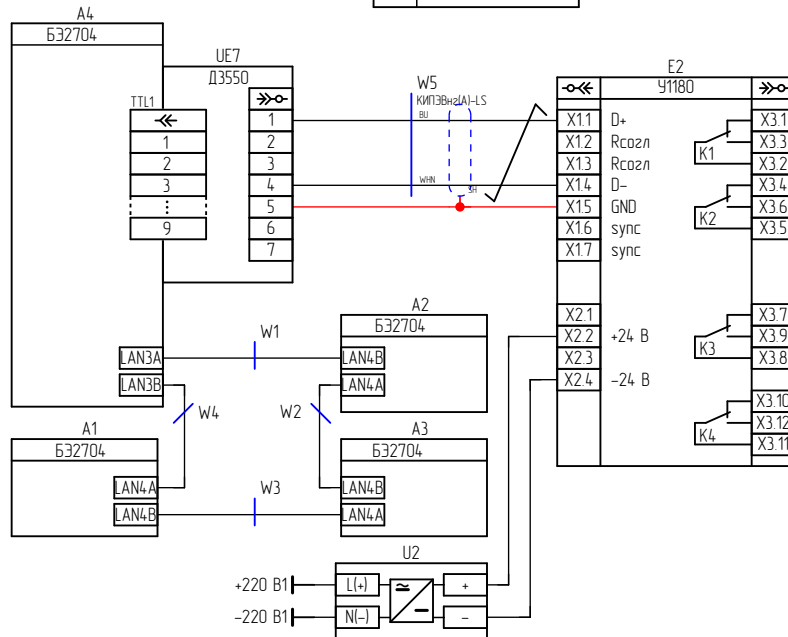 A4
БЭ2704
UE7
Д3550
TTL1
1
2
3
9
1
2
3
4
5
6
7
W5
КИПЭВнг(А)-LS
BU
WHN
SH
E2
У1180
X1.1 D+
X1.2 Rсогл
X1.3 Rсогл
X1.4 D-
X1.5 GND
X1.6 sync
X1.7 sync
X2.1
X2.2 +24 В
X2.3
X2.4 -24 В
K1
X3.1
X3.3
X3.2
K2
X3.4
X3.6
X3.5
K3
X3.7
X3.9
X3.8
K4
X3.10
X3.12
X3.11
LAN3A
LAN3B
W1
A2
БЭ2704
LAN4B
LAN4A
W4
W2
A1
БЭ2704
LAN4A
LAN4B
W3
A3
БЭ2704
LAN4B
LAN4A
U2
+220 В1
L(+)
+
-220 В1
N(-)
-